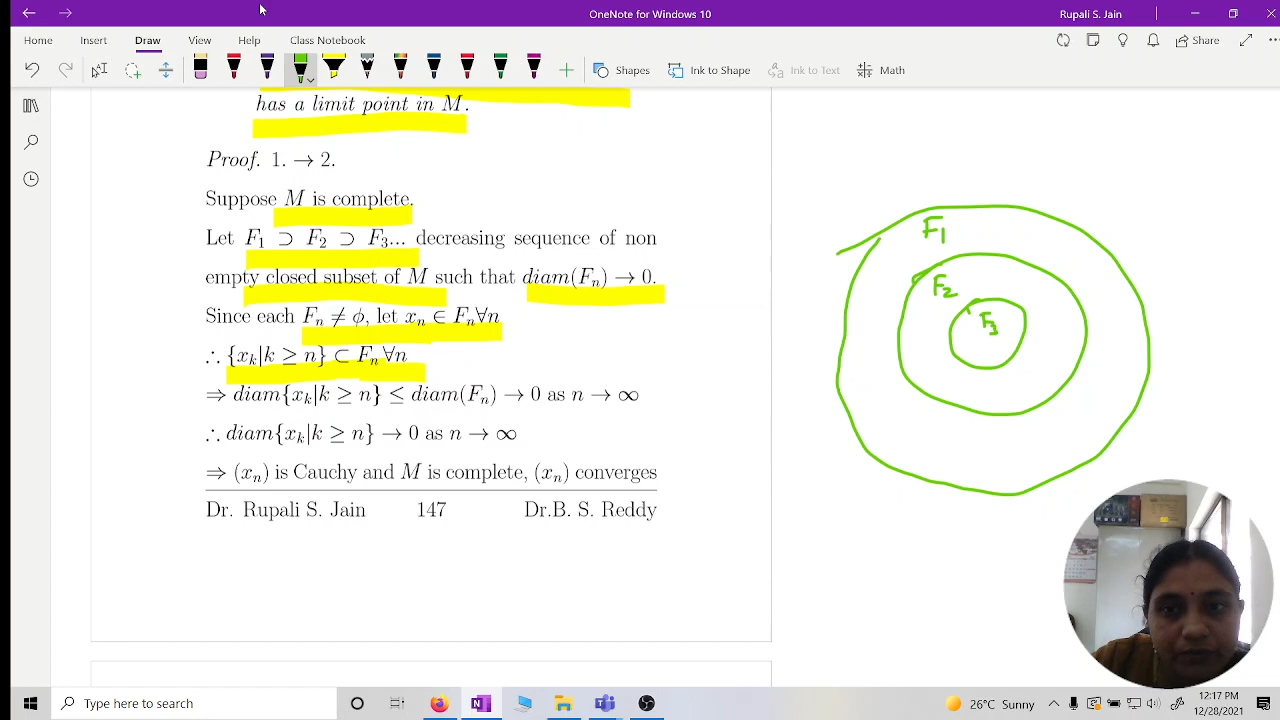 OneNote for Windows 10
Rupali S. Jain
Home Insert Draw View Help Class Notebook
Share
Shapes Ink to Shape Ink to Text Math
has a limit point in M.
Proof. 1. → 2.
Suppose M is complete.
Let F₁ ⊃ F₂ ⊃ F₃... decreasing sequence of non
empty closed subset of M such that diam(Fₙ) → 0.
Since each Fₙ ≠ ϕ, let xₙ ∈ Fₙ∀n
∴ {xₖ|k ≥ n} ⊂ Fₙ ∀n
⇒ diam{xₖ|k ≥ n} ≤ diam(Fₙ) → 0 as n → ∞
∴ diam{xₖ|k ≥ n} → 0 as n → ∞
⇒ (xₙ) is Cauchy and M is complete, (xₙ) converges
Dr. Rupali S. Jain 147 Dr.B. S. Reddy
F₁
F₂
F₃
Type here to search
26°C Sunny
12:17 PM
12/28/2021